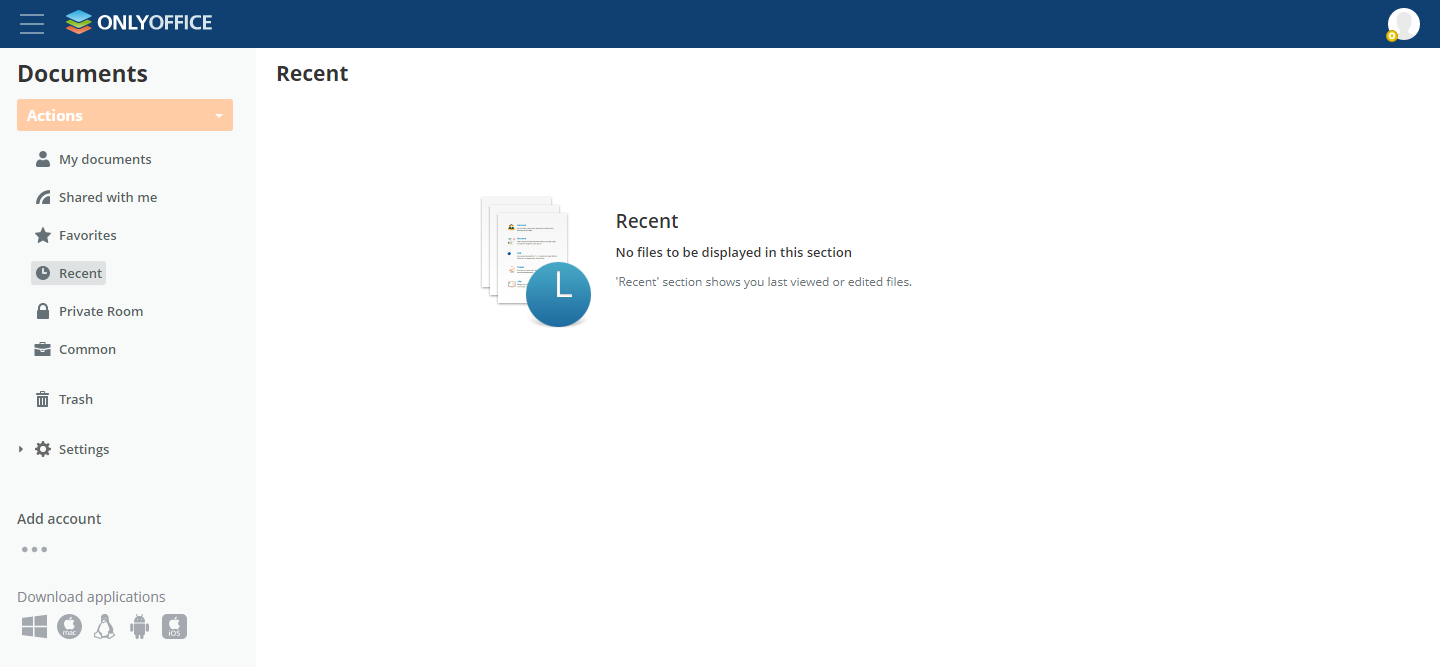 ONLYOFFICE
Documents
Actions
My documents
Shared with me
Favorites
Recent
Private Room
Common
Trash
Settings
Add account
Download applications
mac
iOS
Recent
Recent
No files to be displayed in this section
'Recent' section shows you last viewed or edited files.